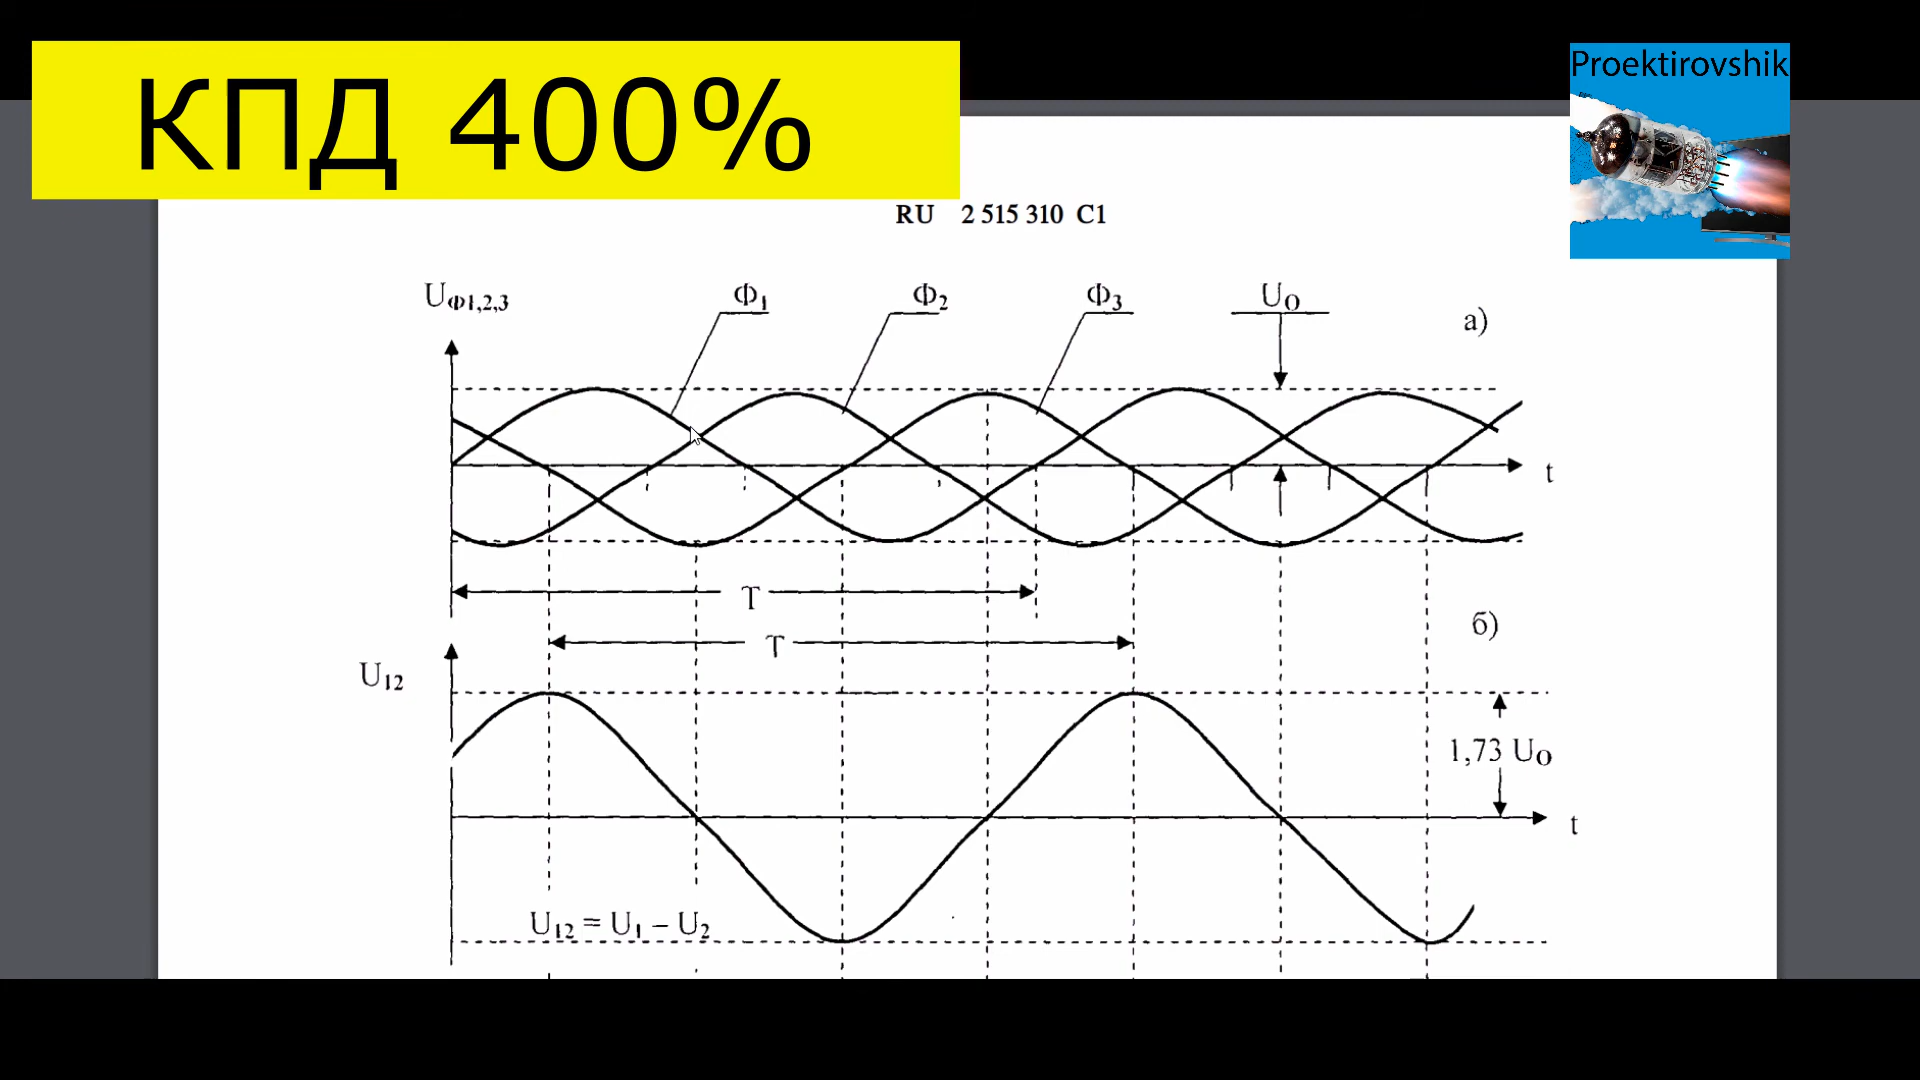 КПД 400%
Proektirovshik
RU 2 515 310 C1
UФ1,2,3
Ф1
Ф2
Ф3
UO
а)
t
T
T
б)
U12
1,73 UO
t
U12 = U1 – U2